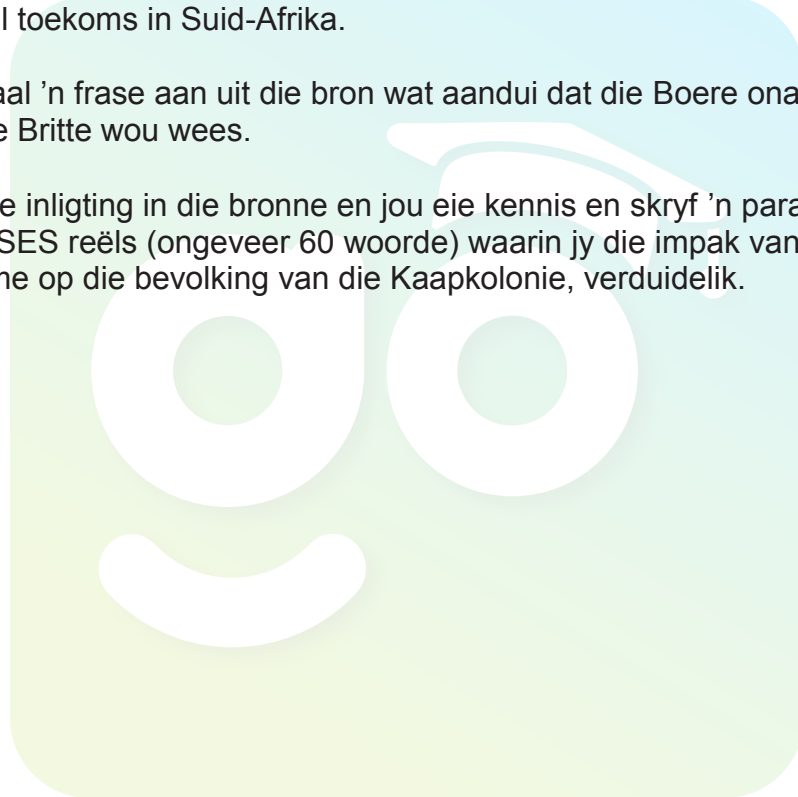 l toekoms in Suid-Afrika.
aal ’n frase aan uit die bron wat aandui dat die Boere ona
e Britte wou wees.
e inligting in die bronne en jou eie kennis en skryf ’n para
SES reëls (ongeveer 60 woorde) waarin jy die impak van
me op die bevolking van die Kaapkolonie, verduidelik.
go